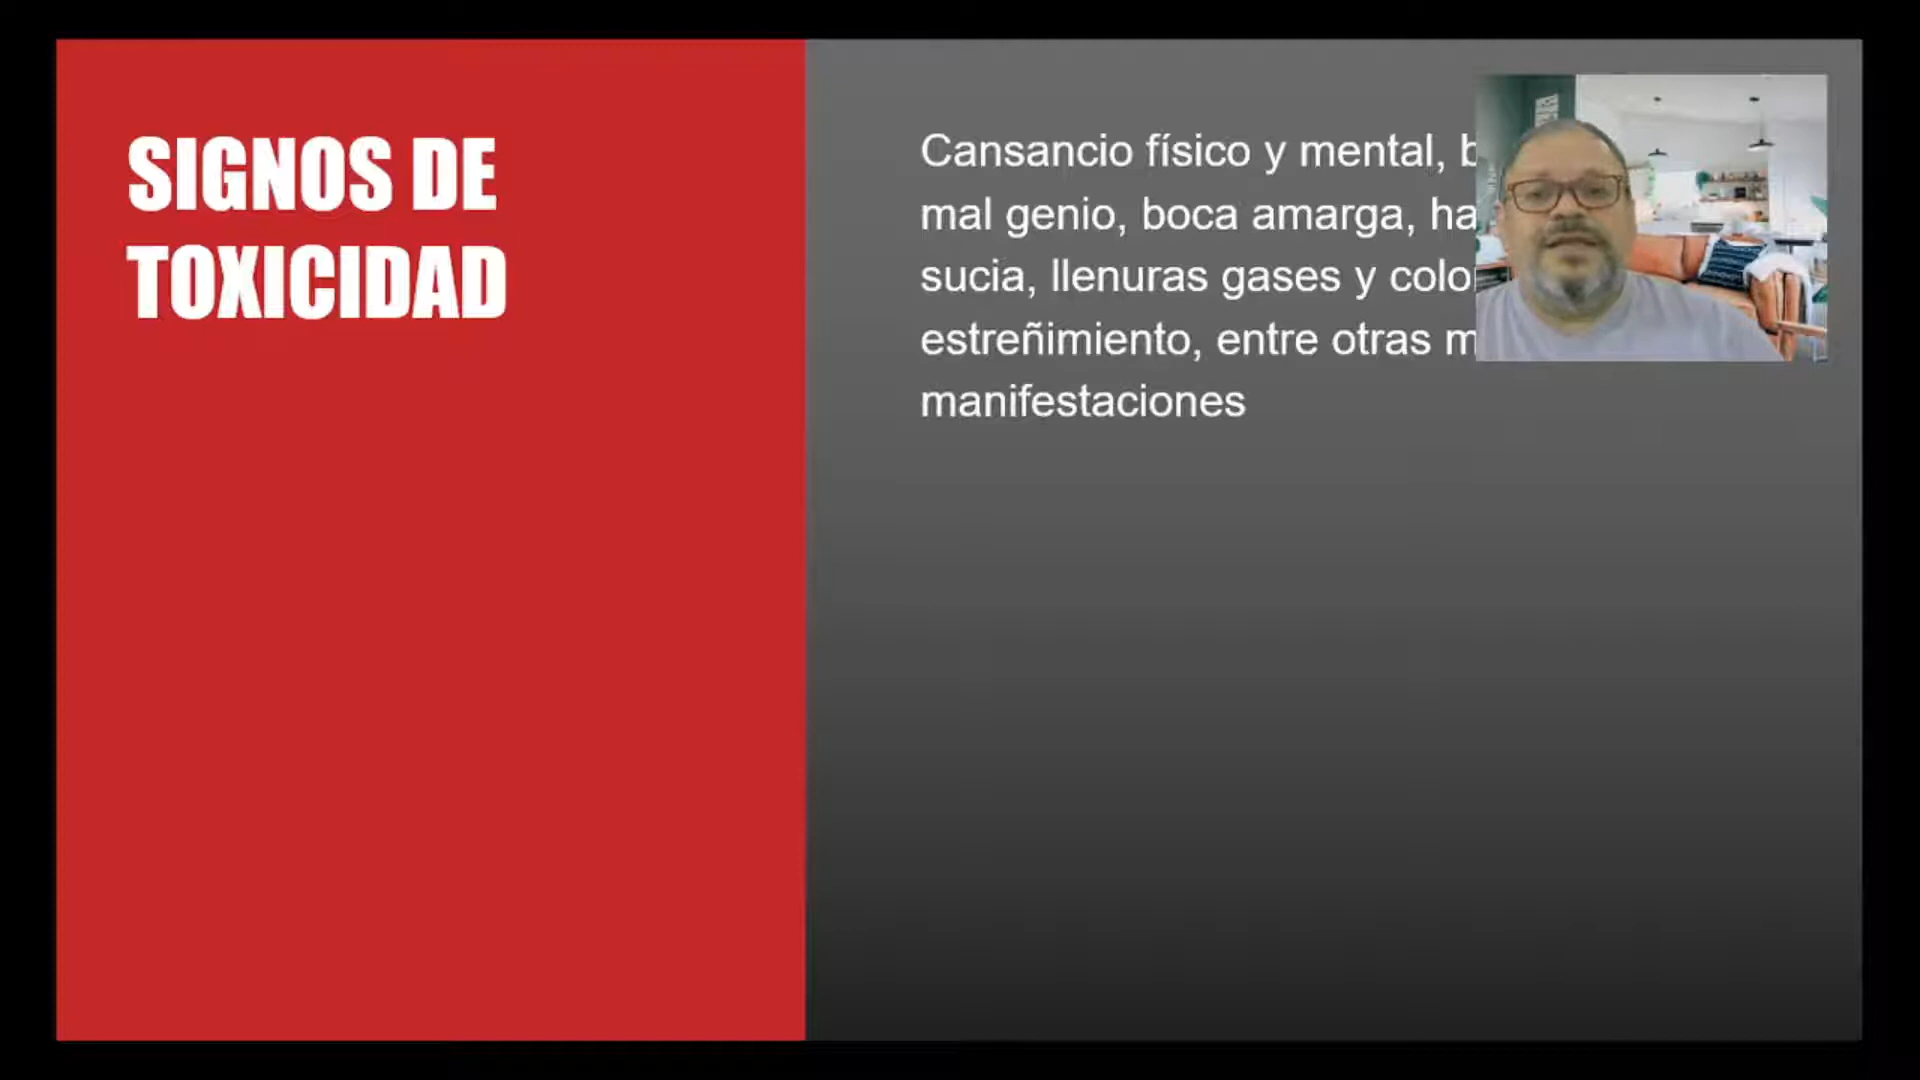 SIGNOS DE
TOXICIDAD
Cansancio físico y mental,
mal genio, boca amarga,
sucia, llenuras gases y
estreñimiento, entre otras
manifestaciones